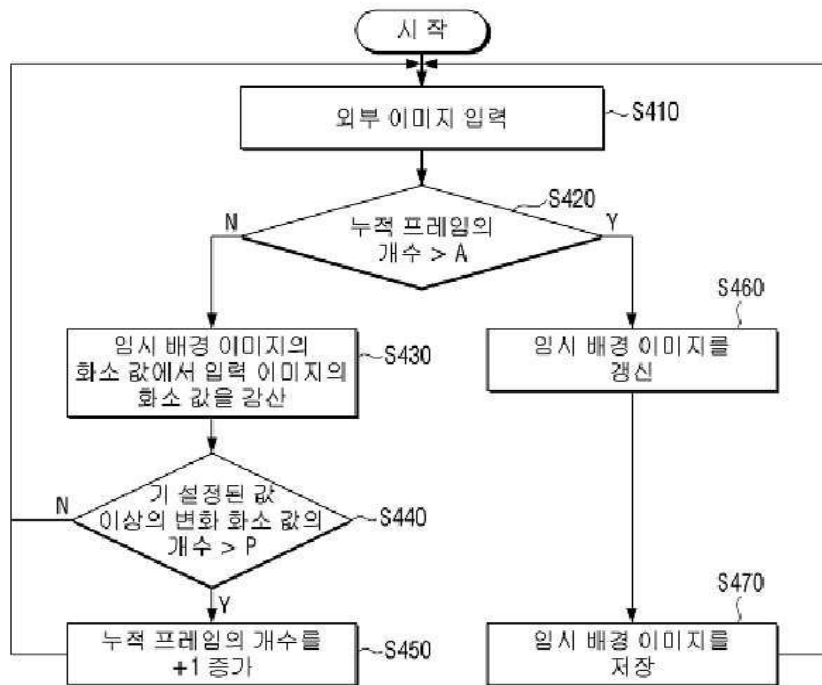 시 작
외부 이미지 입력
S410
S420
N
누적 프레임의
개수 > A
Y
S460
임시 배경 이미지의
화소 값에서 입력 이미지의
화소 값을 감산
S430
임시 배경 이미지를
갱신
N
기 설정된 값
이상의 변화 화소 값의
개수 > P
S440
Y
S470
누적 프레임의 개수를
+1 증가
S450
임시 배경 이미지를
저장